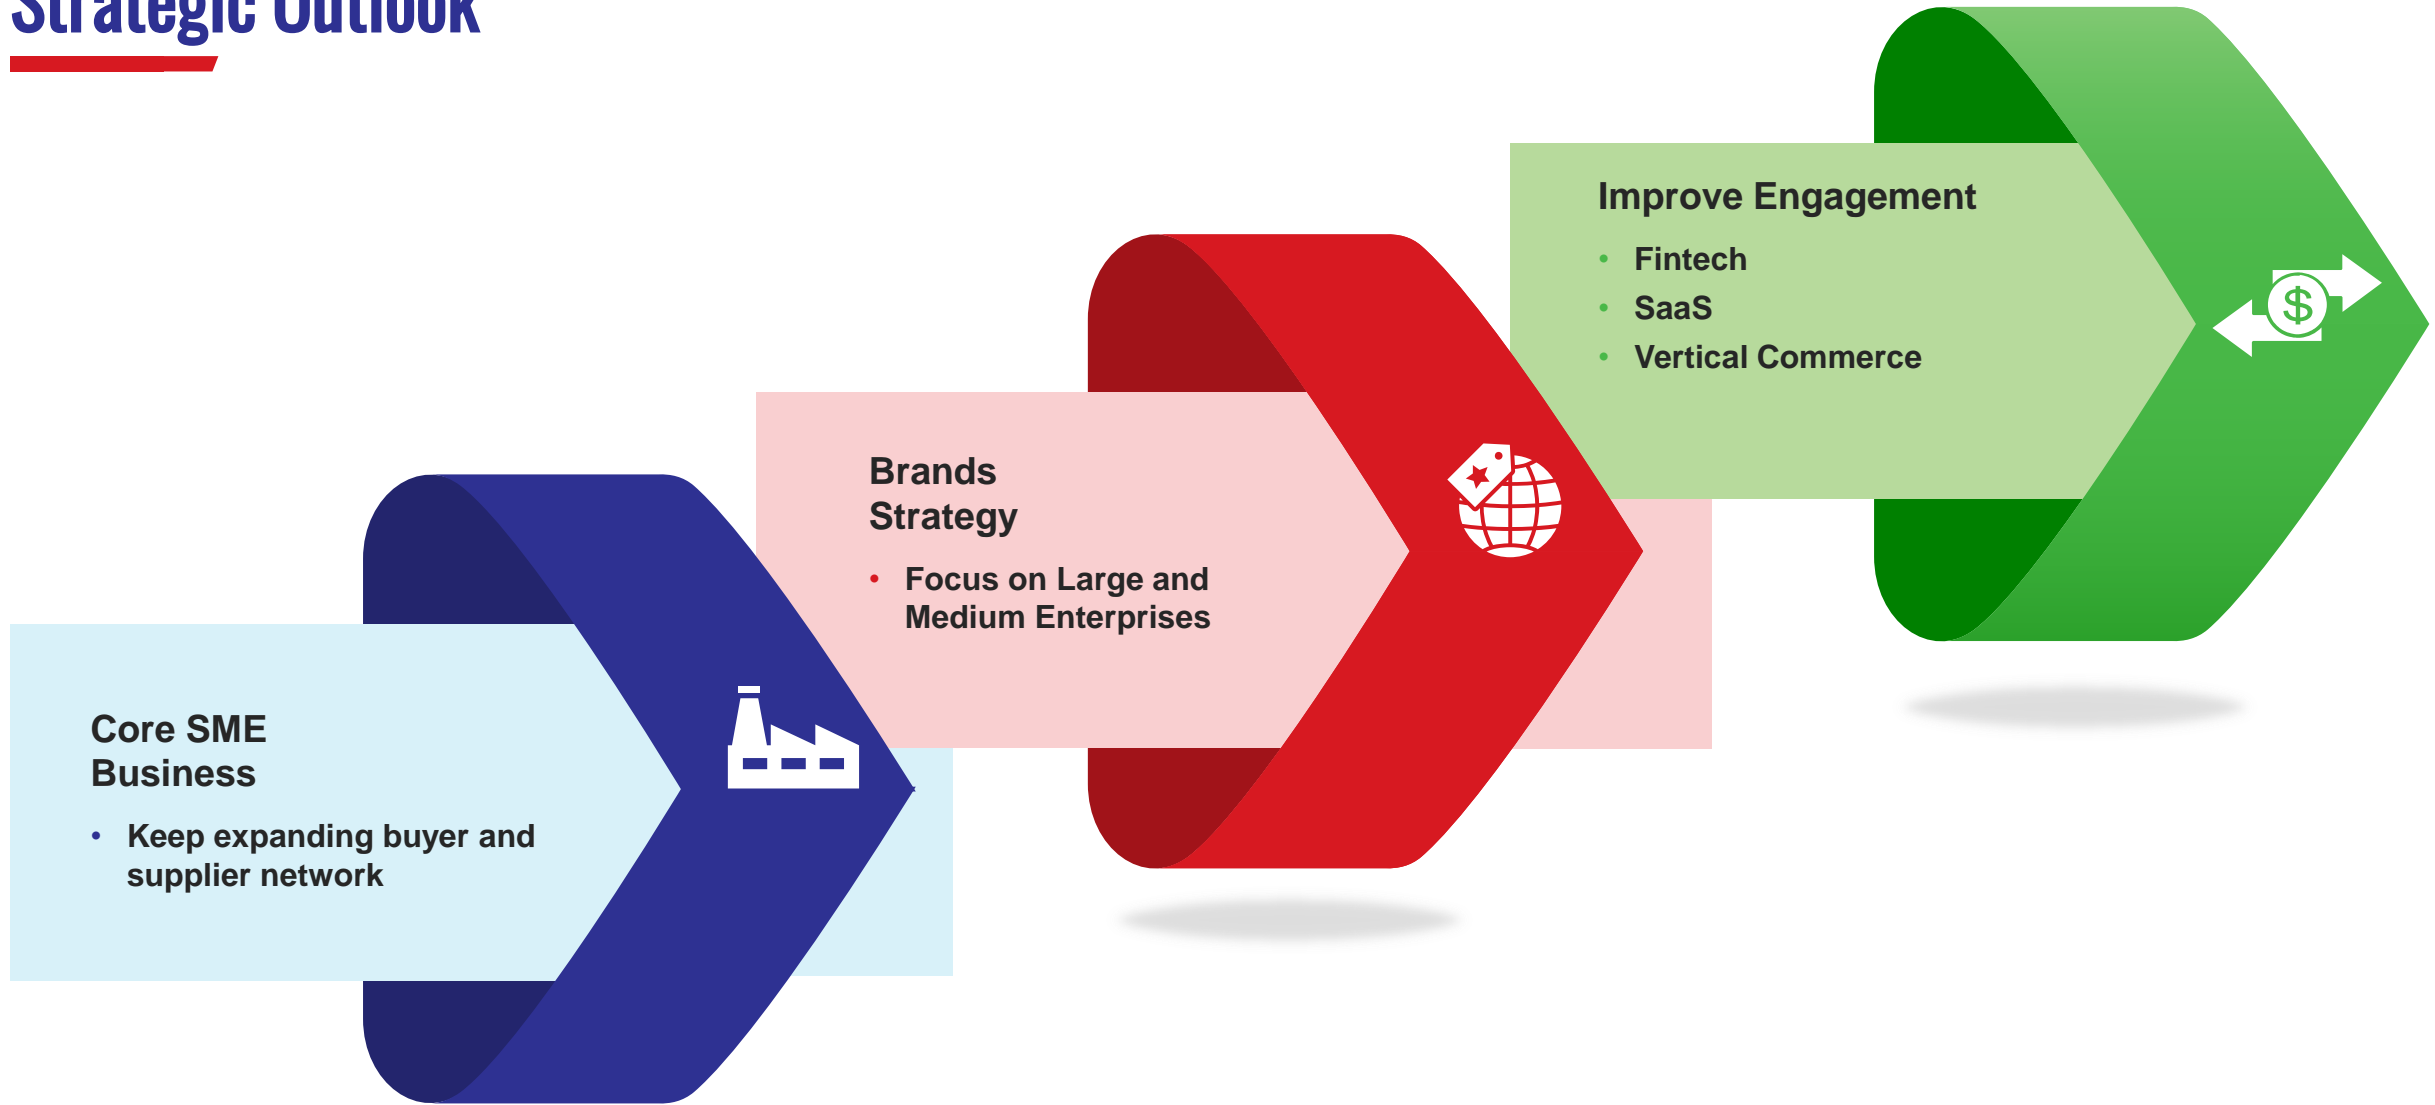 Strategic Outlook
Improve Engagement
• Fintech
• SaaS
• Vertical Commerce
Brands
Strategy
• Focus on Large and
Medium Enterprises
Core SME
Business
• Keep expanding buyer and
supplier network
$